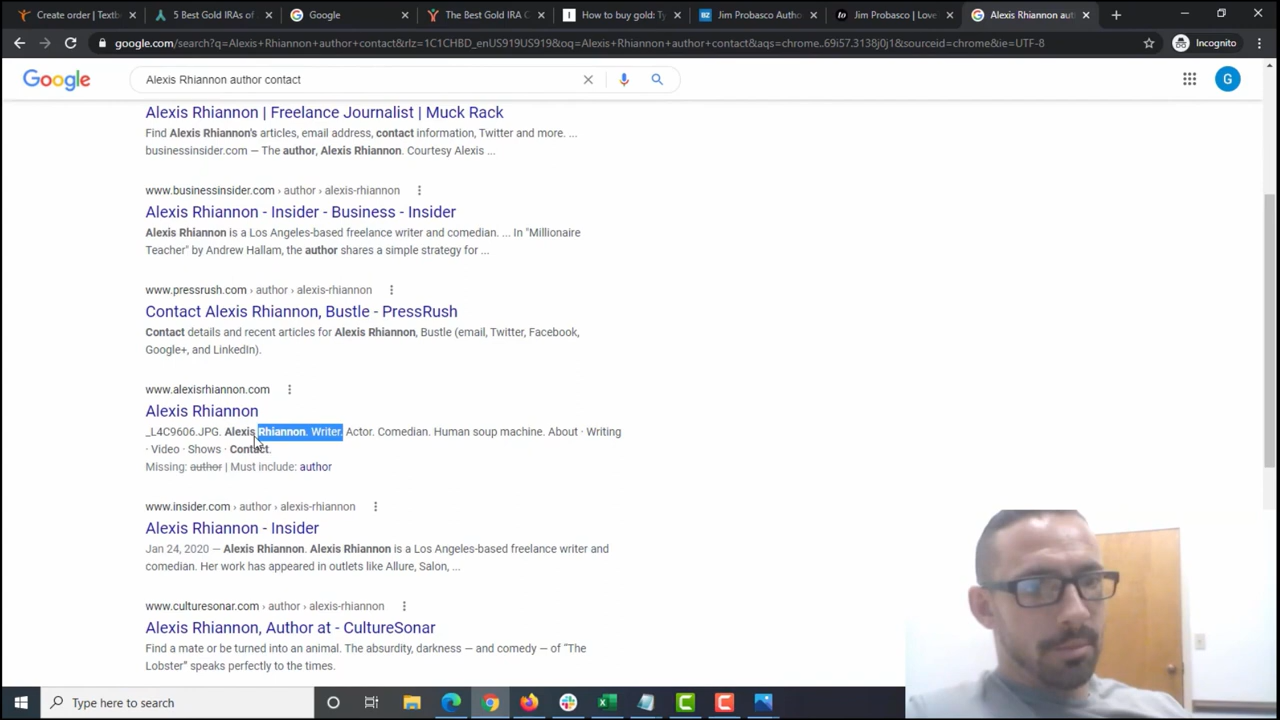 Create order | Textb
5 Best Gold IRAs of
Google
The Best Gold IRA C
How to buy gold: Ty
Jim Probasco Autho
Jim Probasco | Love
Alexis Rhiannon aut
google.com/search?q=Alexis+Rhiannon+author+contact&rlz=1C1CHBD_enUS919US919&oq=Alexis+Rhiannon+author+contact&aqs=chrome..69i57.3138j0j1&sourceid=chrome&ie=UTF-8
Incognito
Google
Alexis Rhiannon author contact
G
Alexis Rhiannon | Freelance Journalist | Muck Rack
Find Alexis Rhiannon's articles, email address, contact information, Twitter and more. ...
businessinsider.com — The author, Alexis Rhiannon. Courtesy Alexis ...
www.businessinsider.com › author › alexis-rhiannon
Alexis Rhiannon - Insider - Business - Insider
Alexis Rhiannon is a Los Angeles-based freelance writer and comedian. ... In "Millionaire
Teacher" by Andrew Hallam, the author shares a simple strategy for ...
www.pressrush.com › author › alexis-rhiannon
Contact Alexis Rhiannon, Bustle - PressRush
Contact details and recent articles for Alexis Rhiannon, Bustle (email, Twitter, Facebook,
Google+, and LinkedIn).
www.alexisrhiannon.com
Alexis Rhiannon
_L4C9606.JPG. Alexis Rhiannon. Writer. Actor. Comedian. Human soup machine. About · Writing
· Video · Shows · Contact.
Missing: author | Must include: author
www.insider.com › author › alexis-rhiannon
Alexis Rhiannon - Insider
Jan 24, 2020 — Alexis Rhiannon. Alexis Rhiannon is a Los Angeles-based freelance writer and
comedian. Her work has appeared in outlets like Allure, Salon, ...
www.culturesonar.com › author › alexis-rhiannon
Alexis Rhiannon, Author at - CultureSonar
Find a mate or be turned into an animal. The absurdity, darkness — and comedy — of "The
Lobster" speaks perfectly to the times.
Type here to search